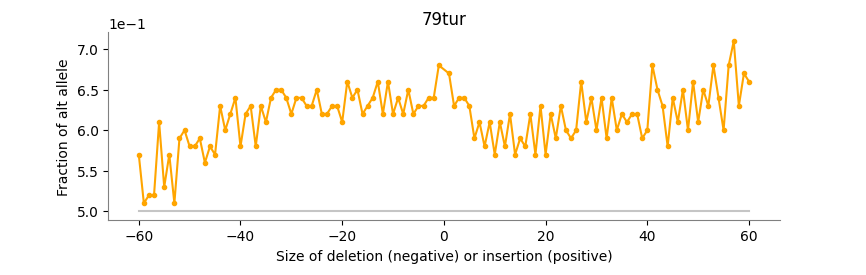 79tur
1e−1
7.0
6.5
6.0
5.5
5.0
Fraction of alt allele
−60 −40 −20 0 20 40 60
Size of deletion (negative) or insertion (positive)